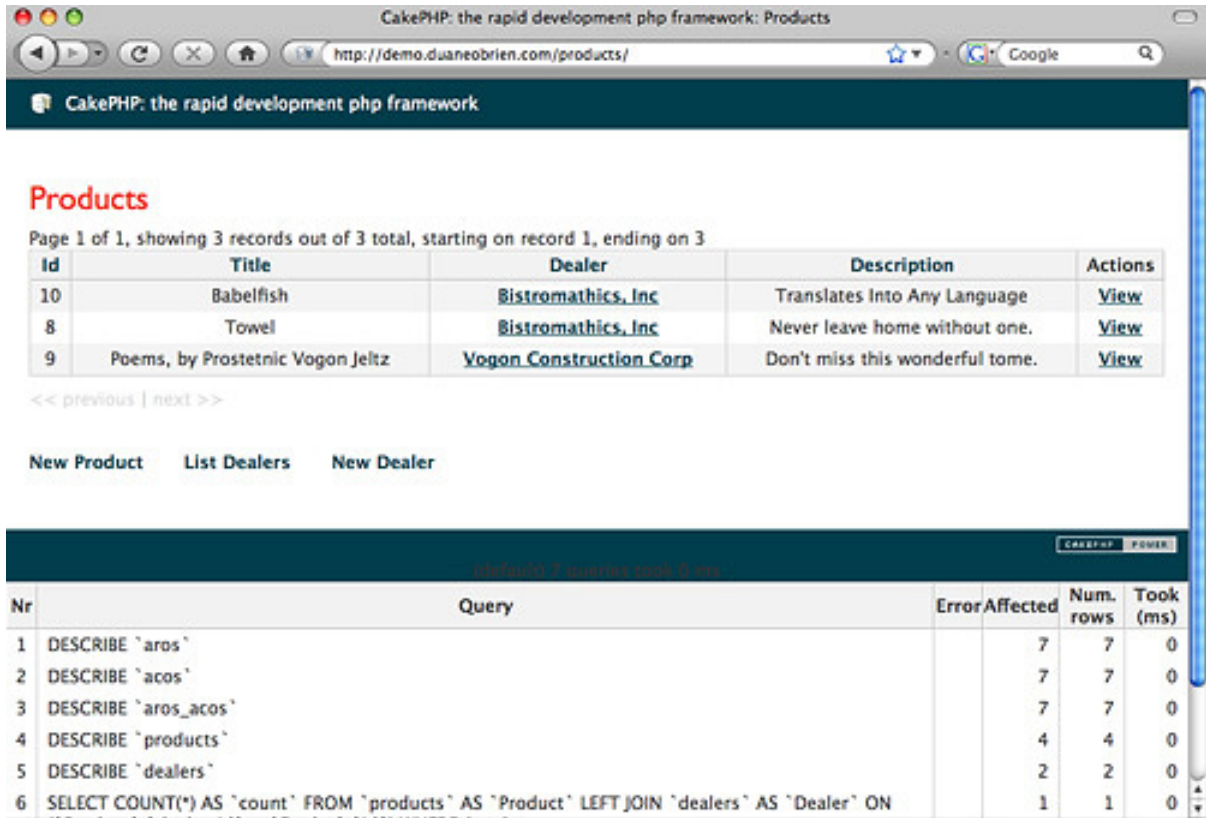 CakePHP: the rapid development php framework: Products
http://demo.duaneobrien.com/products/ Google
CakePHP: the rapid development php framework
Products
Page 1 of 1, showing 3 records out of 3 total, starting on record 1, ending on 3
Id Title Dealer Description Actions
10 Babelfish Bistromathics, Inc Translates Into Any Language View
8 Towel Bistromathics, Inc Never leave home without one. View
9 Poems, by Prostetnic Vogon Jeltz Vogon Construction Corp Don't miss this wonderful tome. View
<< previous | next >>
New Product List Dealers New Dealer
CAKEPHP POWER
(default) 7 queries took 0 ms
Nr Query Error Affected Num. rows Took (ms)
1 DESCRIBE `aros` 7 7 0
2 DESCRIBE `acos` 7 7 0
3 DESCRIBE `aros_acos` 7 7 0
4 DESCRIBE `products` 4 4 0
5 DESCRIBE `dealers` 2 2 0
6 SELECT COUNT(*) AS `count` FROM `products` AS `Product` LEFT JOIN `dealers` AS `Dealer` ON 1 1 0